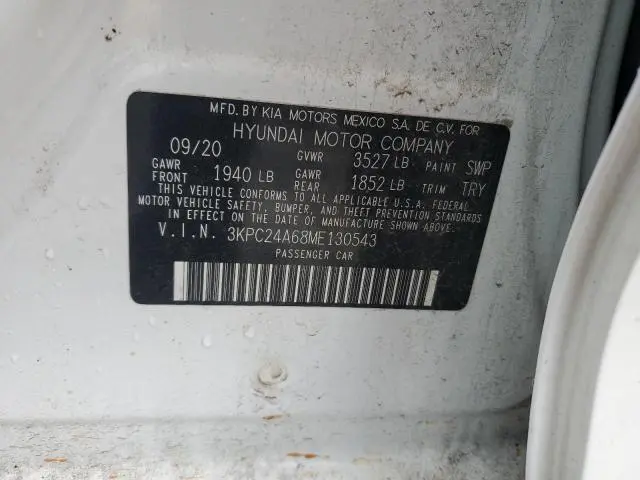 MFD. BY KIA MOTORS MEXICO S.A. DE C.V. FOR
HYUNDAI MOTOR COMPANY
09/20 GVWR 3527 LB PAINT SWP
GAWR FRONT 1940 LB GAWR REAR 1852 LB TRIM TRY
THIS VEHICLE CONFORMS TO ALL APPLICABLE U.S.A. FEDERAL
MOTOR VEHICLE SAFETY, BUMPER, AND THEFT PREVENTION STANDARDS
IN EFFECT ON THE DATE OF MANUFACTURE SHOWN ABOVE.
V.I.N. 3KPC24A68ME130543
PASSENGER CAR